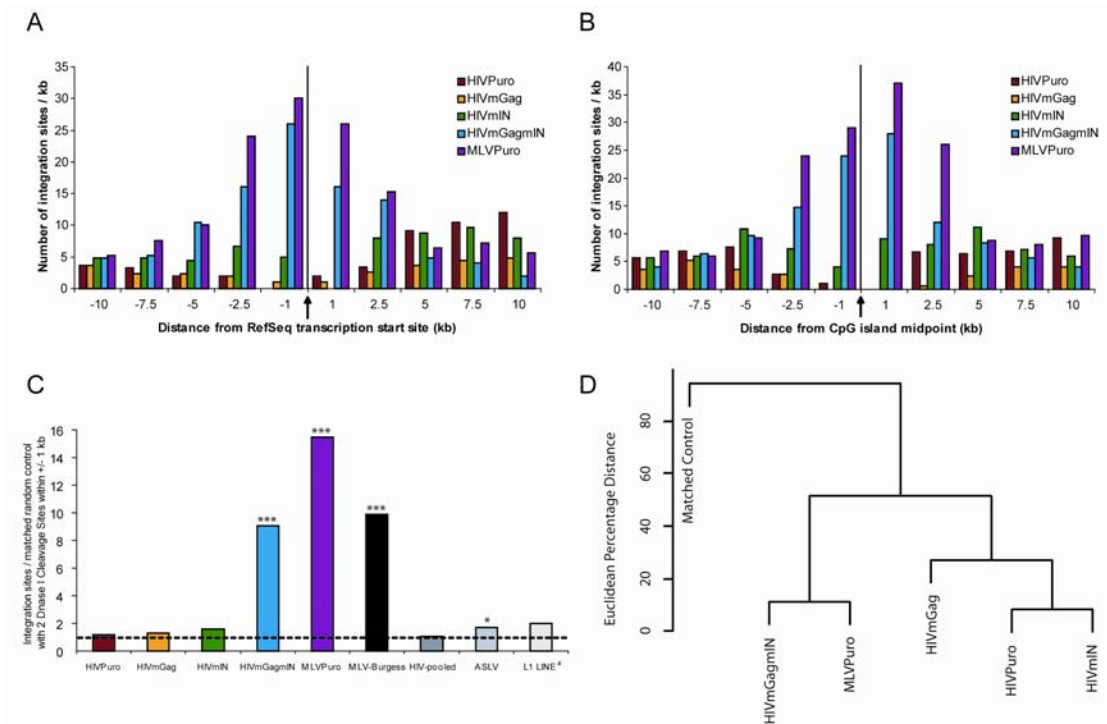 A
Number of integration sites / kb
35
30
25
20
15
10
5
0
HIVPuro
HIVmGag
HIVmIN
HIVmGagmIN
MLVPuro
-10 -7.5 -5 -2.5 -1 1 2.5 5 7.5 10
Distance from RefSeq transcription start site (kb)
B
Number of integration sites / kb
40
35
30
25
20
15
10
5
0
HIVPuro
HIVmGag
HIVmIN
HIVmGagmIN
MLVPuro
-10 -7.5 -5 -2.5 -1 1 2.5 5 7.5 10
Distance from CpG island midpoint (kb)
C
Integration sites / matched random control
with 2 Dnase I Cleavage Sites within +/- 1 kb
16
14
12
10
8
6
4
2
0
***
***
***
*
HIVPuro HIVmGag HIVmIN HIVmGagmIN MLVPuro MLV-Burgess HIV-pooled ASLV L1 LINE #
D
Euclidean Percentage Distance
80
60
40
20
0
Matched Control
HIVmGagmIN
MLVPuro
HIVmGag
HIVPuro
HIVmIN